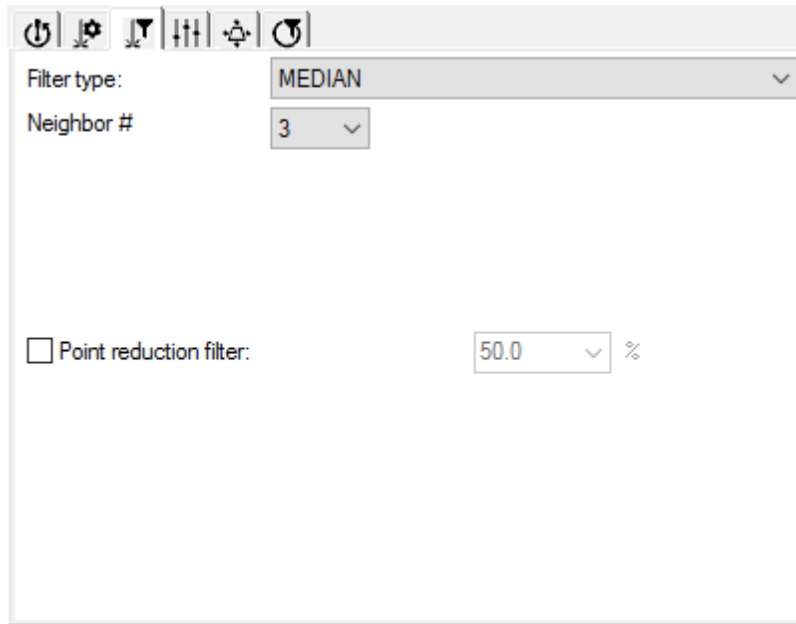 Filter type: MEDIAN
Neighbor # 3
Point reduction filter: 50.0 %